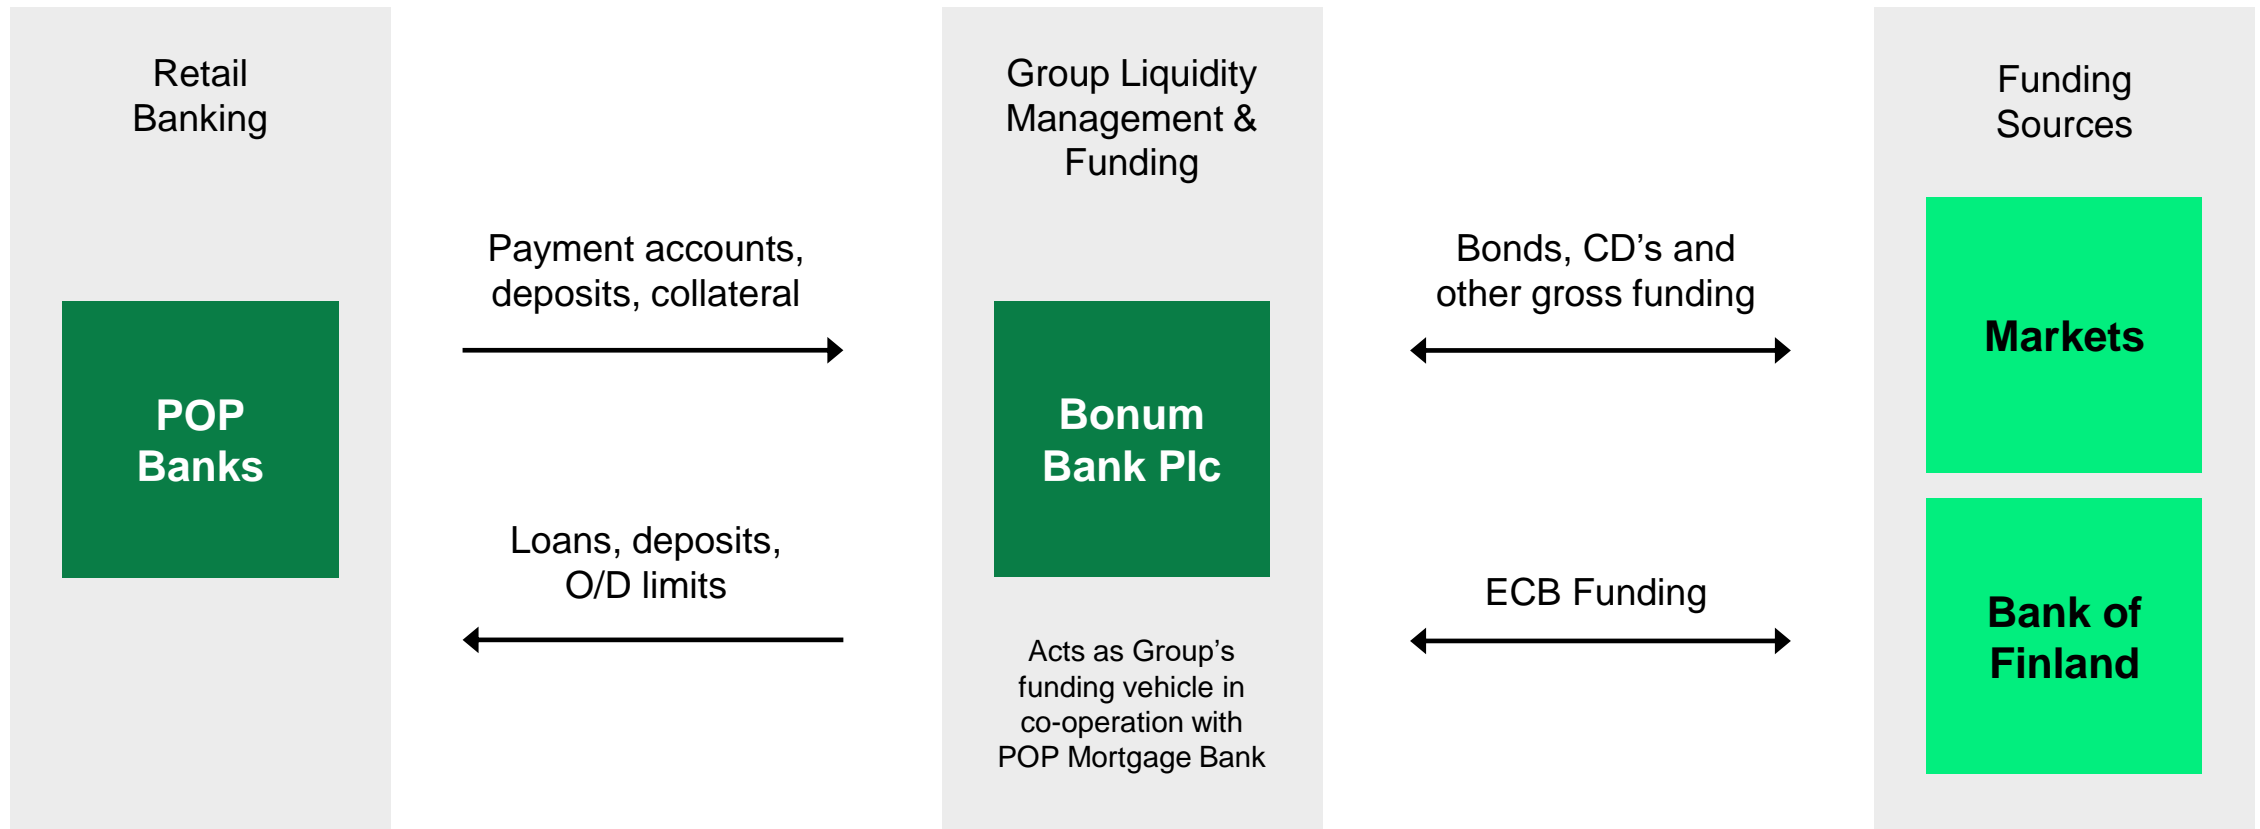 Retail
Banking
POP
Banks
Payment accounts,
deposits, collateral
Loans, deposits,
O/D limits
Group Liquidity
Management &
Funding
Bonum
Bank Plc
Acts as Group’s
funding vehicle in
co-operation with
POP Mortgage Bank
Bonds, CD’s and
other gross funding
ECB Funding
Funding
Sources
Markets
Bank of
Finland